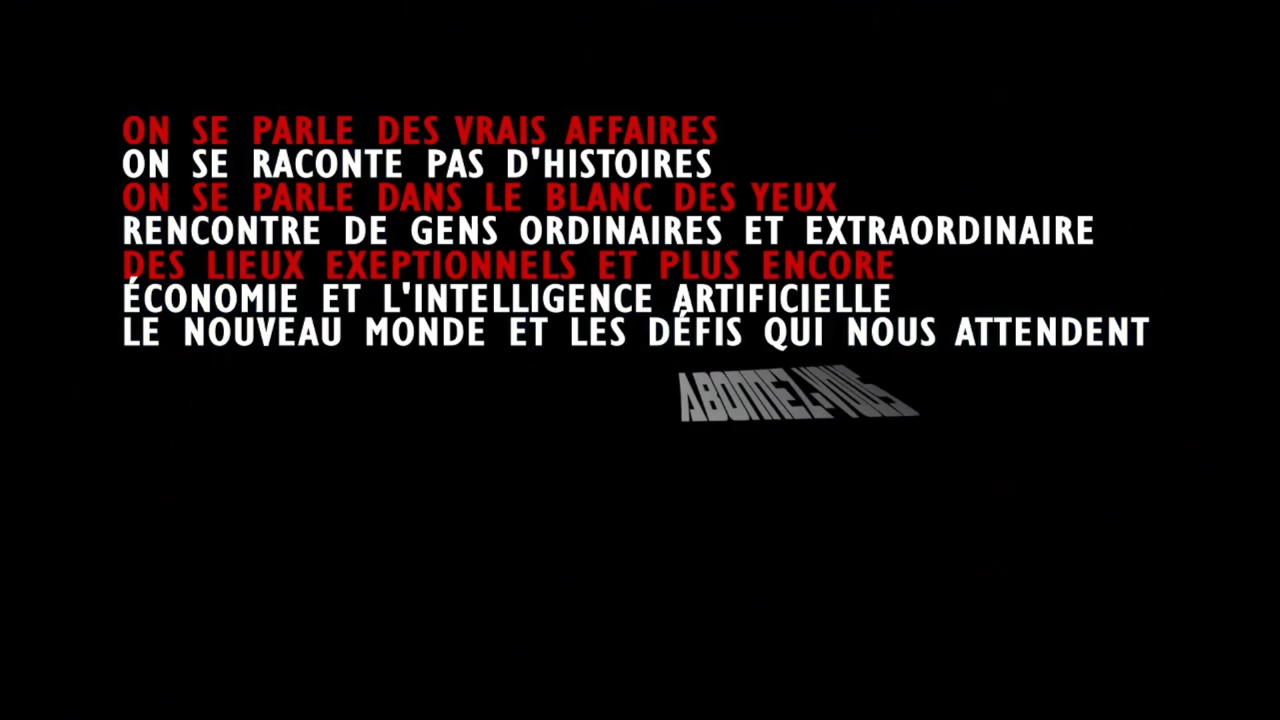 ON SE PARLE DES VRAIS AFFAIRES
ON SE RACONTE PAS D'HISTOIRES
ON SE PARLE DANS LE BLANC DES YEUX
RENCONTRE DE GENS ORDINAIRES ET EXTRAORDINAIRE
DES LIEUX EXEPTIONNELS ET PLUS ENCORE
ÉCONOMIE ET L'INTELLIGENCE ARTIFICIELLE
LE NOUVEAU MONDE ET LES DÉFIS QUI NOUS ATTENDENT
ABONNEZ-VOUS